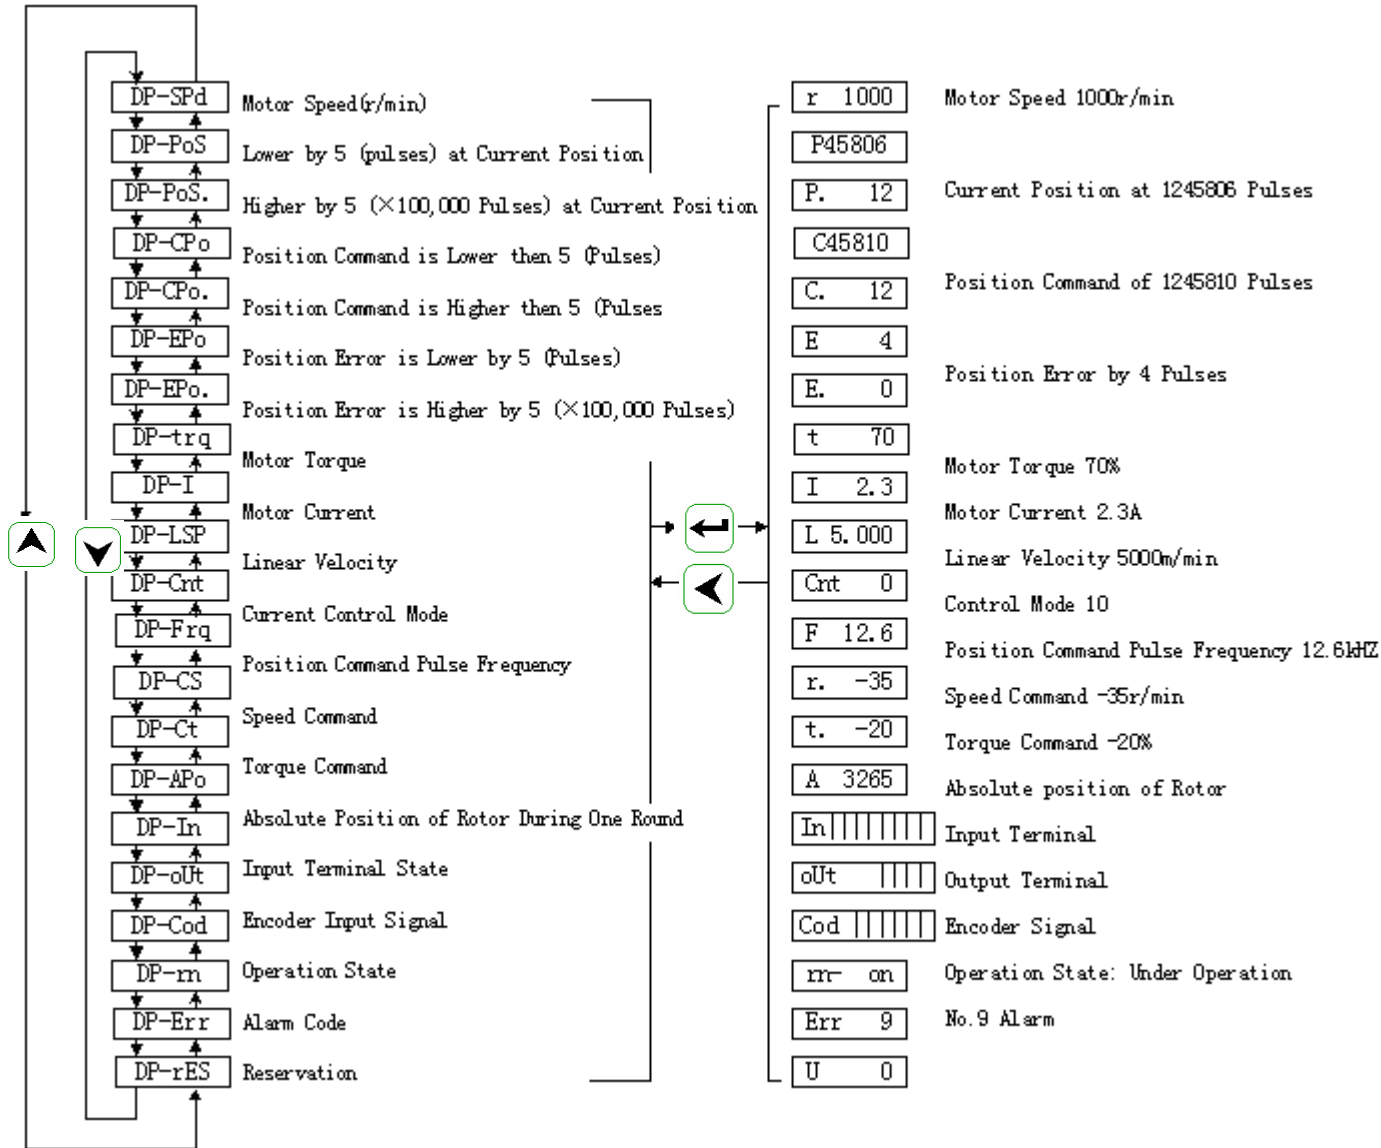 DP-SPd
Motor Speed(r/min)
DP-PoS
Lower by 5 (pulses) at Current Position
DP-PoS.
Higher by 5 (×100,000 Pulses) at Current Position
DP-CPo
Position Command is Lower then 5 (Pulses)
DP-CPo.
Position Command is Higher then 5 (Pulses
DP-EPo
Position Error is Lower by 5 (Pulses)
DP-EPo.
Position Error is Higher by 5 (×100,000 Pulses)
DP-trq
Motor Torque
DP-I
Motor Current
DP-LSP
Linear Velocity
DP-Cnt
Current Control Mode
DP-Frq
Position Command Pulse Frequency
DP-CS
Speed Command
DP-Ct
Torque Command
DP-APo
Absolute Position of Rotor During One Round
DP-In
Input Terminal State
DP-oUt
DP-Cod
Encoder Input Signal
DP-rn
Operation State
DP-Err
Alarm Code
DP-rES
Reservation
r 1000
Motor Speed 1000r/min
P45806
P. 12
Current Position at 1245806 Pulses
C45810
C. 12
Position Command of 1245810 Pulses
E 4
E. 0
Position Error by 4 Pulses
t 70
Motor Torque 70%
I 2.3
Motor Current 2.3A
L 5.000
Linear Velocity 5000m/min
Cnt 0
Control Mode 10
F 12.6
Position Command Pulse Frequency 12.6kHZ
r. -35
Speed Command -35r/min
t. -20
Torque Command -20%
A 3265
Absolute position of Rotor
In
Input Terminal
oUt
Output Terminal
Cod
Encoder Signal
rn- on
Operation State: Under Operation
Err 9
No.9 Alarm
U 0